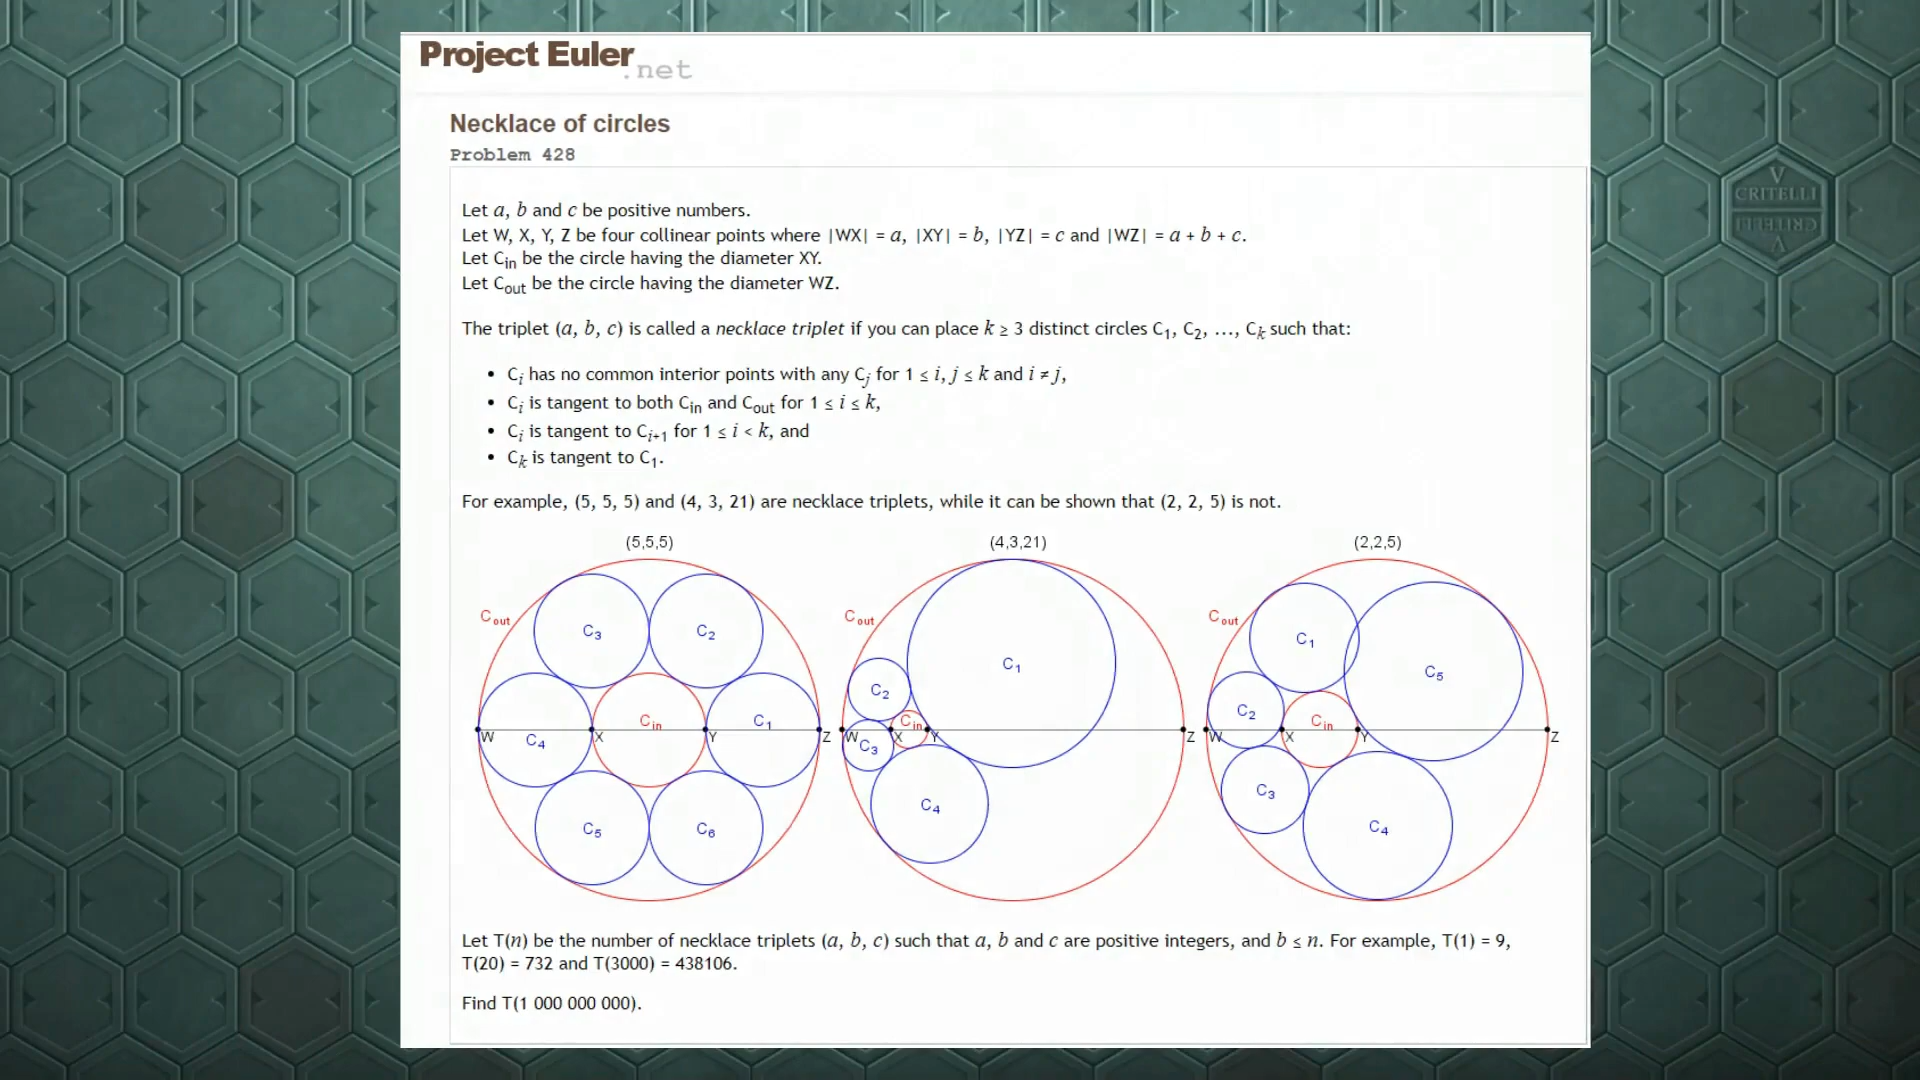 Project Euler
.net
Necklace of circles
Problem 428
Let a, b and c be positive numbers.
Let W, X, Y, Z be four collinear points where |WX| = a, |XY| = b, |YZ| = c and |WZ| = a + b + c.
Let Cin be the circle having the diameter XY.
Let Cout be the circle having the diameter WZ.
The triplet (a, b, c) is called a necklace triplet if you can place k ≥ 3 distinct circles C1, C2, ..., Ck such that:
• Ci has no common interior points with any Cj for 1 ≤ i, j ≤ k and i ≠ j,
• Ci is tangent to both Cin and Cout for 1 ≤ i ≤ k,
• Ci is tangent to Ci+1 for 1 ≤ i < k, and
• Ck is tangent to C1.
For example, (5, 5, 5) and (4, 3, 21) are necklace triplets, while it can be shown that (2, 2, 5) is not.
(5,5,5)
Cout
C3
C2
C4
W
X
Cin
Y
C1
Z
C5
C6
(4,3,21)
Cout
C1
C2
W
C3
X
Cin
Y
Z
C4
(2,2,5)
Cout
C1
C5
C2
W
X
Cin
Y
Z
C3
C4
Let T(n) be the number of necklace triplets (a, b, c) such that a, b and c are positive integers, and b ≤ n. For example, T(1) = 9,
T(20) = 732 and T(3000) = 438106.
Find T(1 000 000 000).
V
CRITELLI